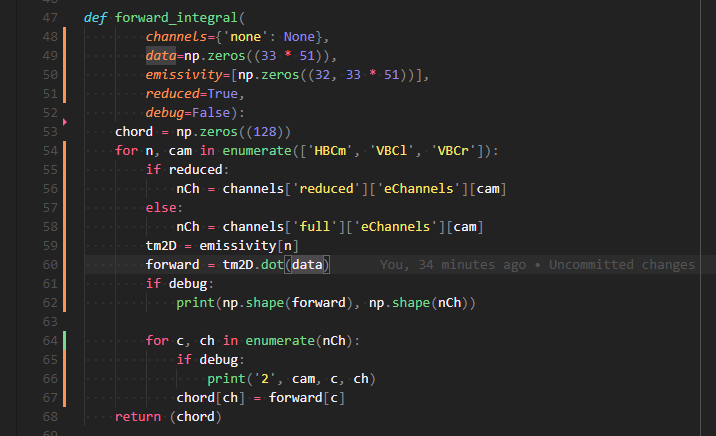 47 def forward_integral(
48 channels={'none': None},
49 data=np.zeros((33 * 51)),
50 emissivity=[np.zeros((32, 33 * 51))],
51 reduced=True,
52 debug=False):
53 chord = np.zeros((128))
54 for n, cam in enumerate(['HBCm', 'VBCl', 'VBCr']):
55 if reduced:
56 nCh = channels['reduced']['eChannels'][cam]
57 else:
58 nCh = channels['full']['eChannels'][cam]
59 tm2D = emissivity[n]
60 forward = tm2D.dot(data) You, 34 minutes ago • Uncommitted changes
61 if debug:
62 print(np.shape(forward), np.shape(nCh))
63
64 for c, ch in enumerate(nCh):
65 if debug:
66 print('2', cam, c, ch)
67 chord[ch] = forward[c]
68 return (chord)